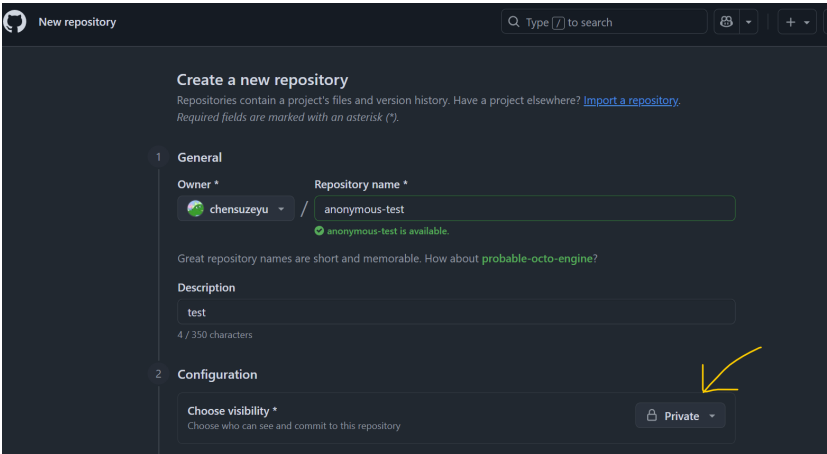 New repository
Type / to search
Create a new repository
Repositories contain a project's files and version history. Have a project elsewhere? Import a repository.
Required fields are marked with an asterisk (*).
1 General
Owner * Repository name *
chensuzeyu / anonymous-test
anonymous-test is available.
Great repository names are short and memorable. How about probable-octo-engine?
Description
test
4 / 350 characters
2 Configuration
Choose visibility *
Private
Choose who can see and commit to this repository